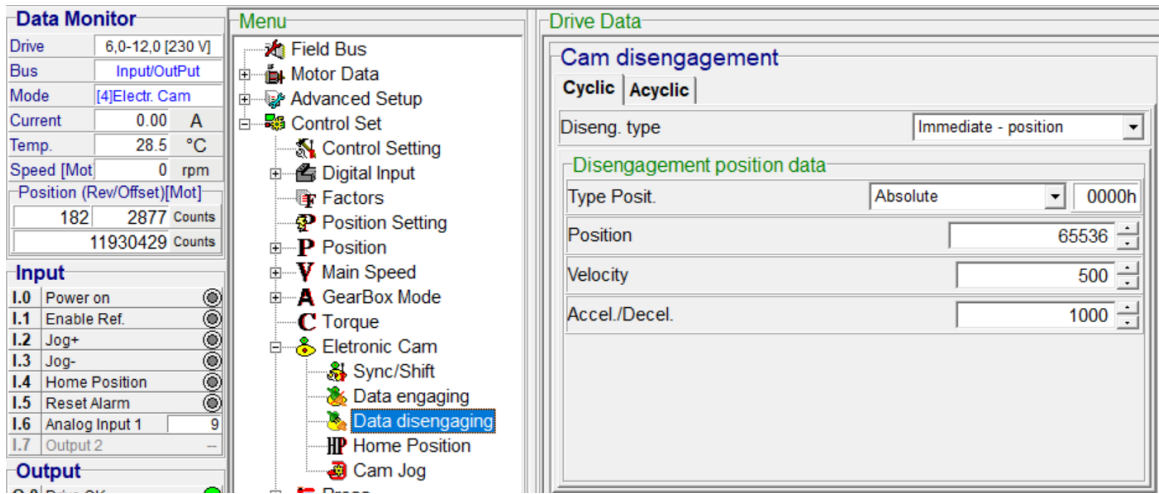 Data Monitor
Drive 6,0-12,0 [230 V]
Bus Input/OutPut
Mode [4]Electr. Cam
Current 0.00 A
Temp. 28.5 °C
Speed [Mot 0 rpm
Position (Rev/Offset)[Mot]
182 2877 Counts
11930429 Counts
Input
I.0 Power on
I.1 Enable Ref.
I.2 Jog+
I.3 Jog-
I.4 Home Position
I.5 Reset Alarm
I.6 Analog Input 1 9
I.7 Output 2 --
Output
Menu
Field Bus
Motor Data
Advanced Setup
Control Set
Control Setting
Digital Input
Factors
Position Setting
P Position
V Main Speed
A GearBox Mode
C Torque
Eletronic Cam
Sync/Shift
Data engaging
Data disengaging
HP Home Position
Cam Jog
Drive Data
Cam disengagement
Cyclic Acyclic
Diseng. type Immediate - position
Disengagement position data
Type Posit. Absolute 0000h
Position 65536
Velocity 500
Accel./Decel. 1000